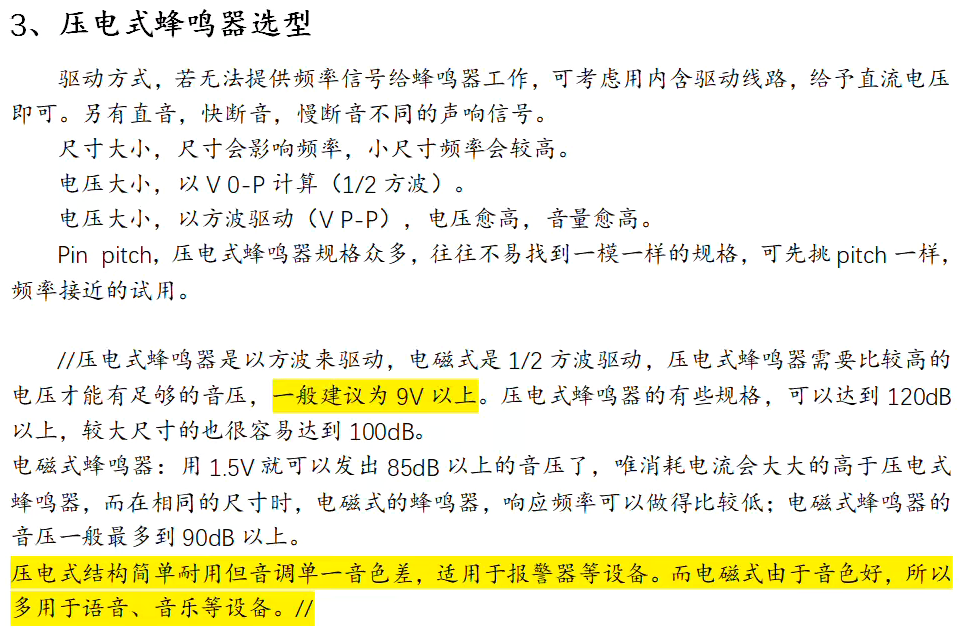 3、压电式蜂鸣器选型
驱动方式，若无法提供频率信号给蜂鸣器工作，可考虑用内含驱动线路，给予直流电压
即可。另有直音，快断音，慢断音不同的声响信号。
尺寸大小，尺寸会影响频率，小尺寸频率会较高。
电压大小，以 V 0-P 计算（1/2 方波）。
电压大小，以方波驱动（V P-P），电压愈高，音量愈高。
Pin pitch，压电式蜂鸣器规格众多，往往不易找到一模一样的规格，可先挑 pitch 一样，
频率接近的试用。
//压电式蜂鸣器是以方波来驱动，电磁式是 1/2 方波驱动，压电式蜂鸣器需要比较高的
电压才能有足够的音压，一般建议为 9V 以上。压电式蜂鸣器的有些规格，可以达到 120dB
以上，较大尺寸的也很容易达到 100dB。
电磁式蜂鸣器：用 1.5V 就可以发出 85dB 以上的音压了，唯消耗电流会大大的高于压电式
蜂鸣器，而在相同的尺寸时，电磁式的蜂鸣器，响应频率可以做得比较低；电磁式蜂鸣器的
音压一般最多到 90dB 以上。
压电式结构简单耐用但音调单一音色差，适用于报警器等设备。而电磁式由于音色好，所以
多用于语音、音乐等设备。//